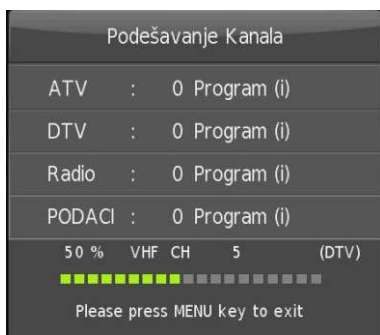 Podešavanje Kanala
ATV : 0 Program (i)
DTV : 0 Program (i)
Radio : 0 Program (i)
PODACI : 0 Program (i)
50 % VHF CH 5 (DTV)
Please press MENU key to exit